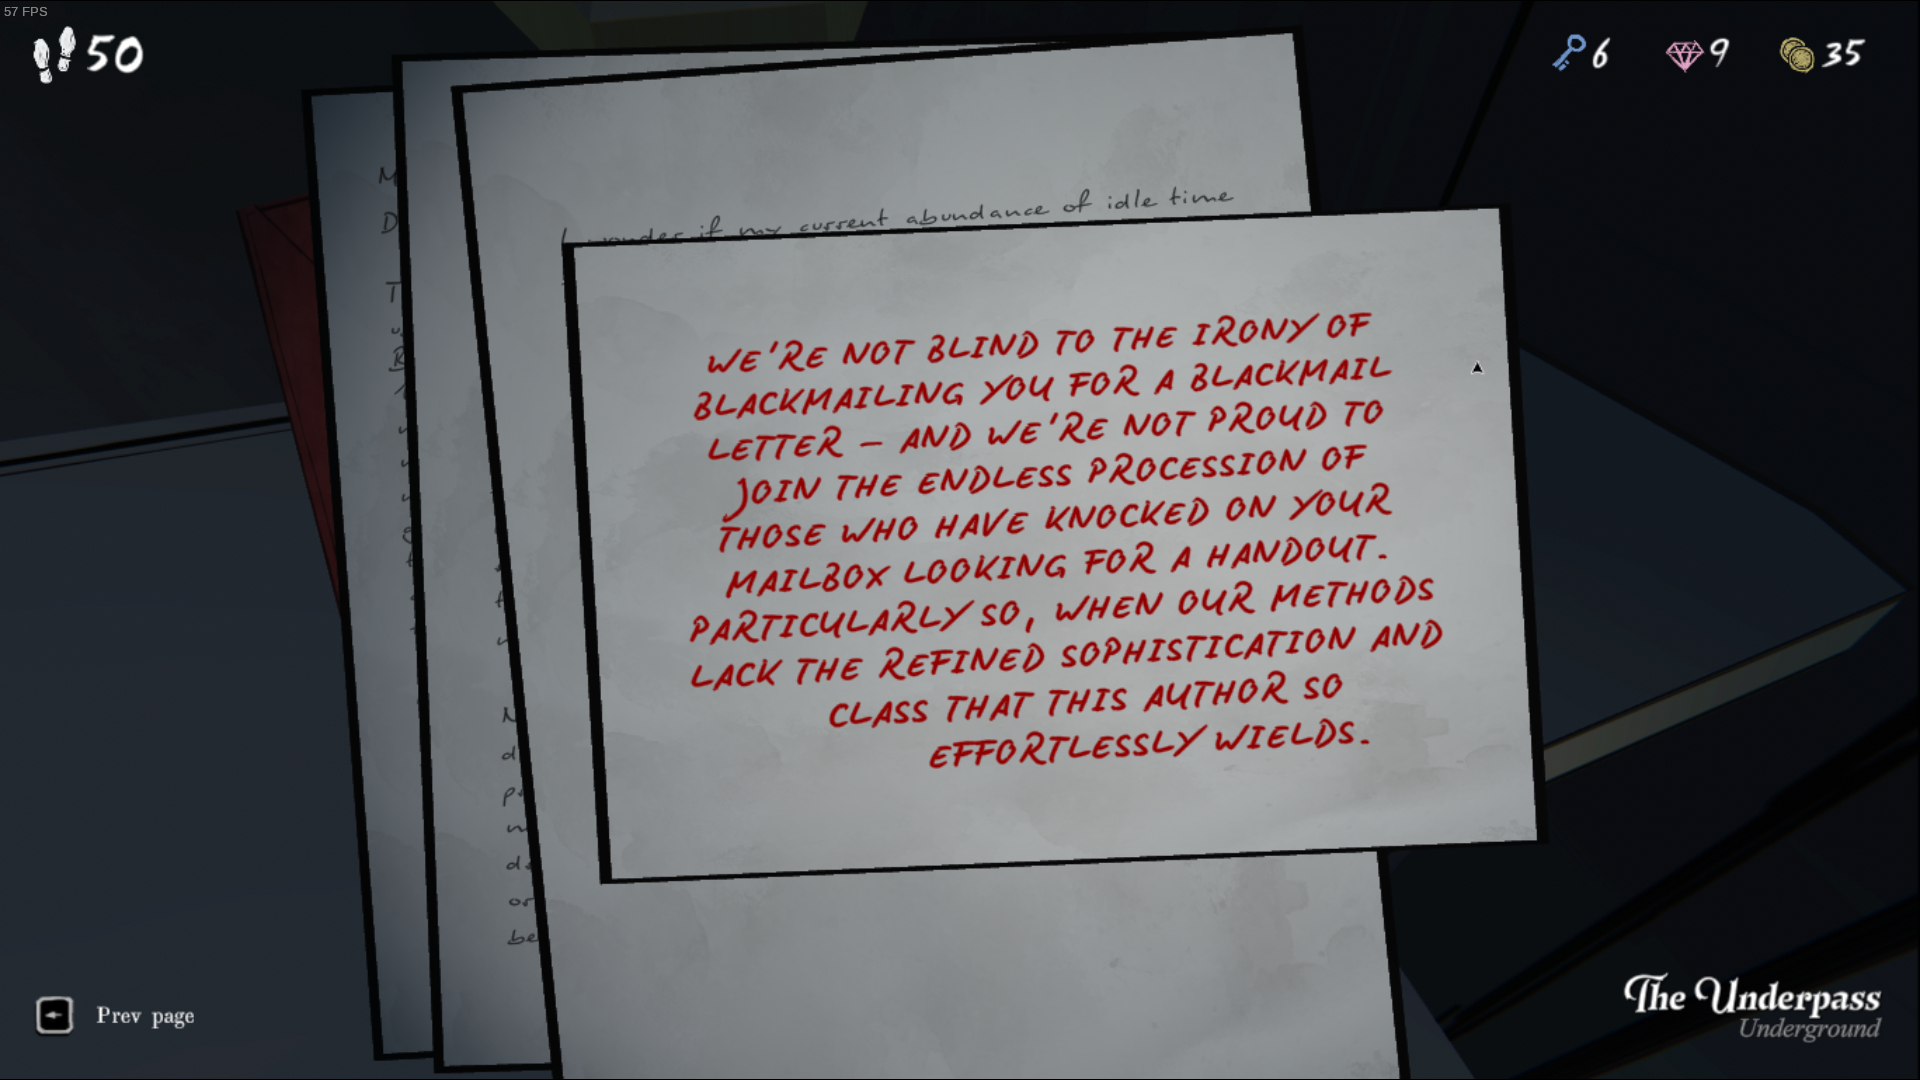 57 FPS
50
6
9
35
if my current abundance of idle time
WE'RE NOT BLIND TO THE IRONY OF
BLACKMAILING YOU FOR A BLACKMAIL
LETTER – AND WE'RE NOT PROUD TO
JOIN THE ENDLESS PROCESSION OF
THOSE WHO HAVE KNOCKED ON YOUR
MAILBOX LOOKING FOR A HANDOUT.
PARTICULARLY SO, WHEN OUR METHODS
LACK THE REFINED SOPHISTICATION AND
CLASS THAT THIS AUTHOR SO
EFFORTLESSLY WIELDS.
Prev page
The Underpass
Underground